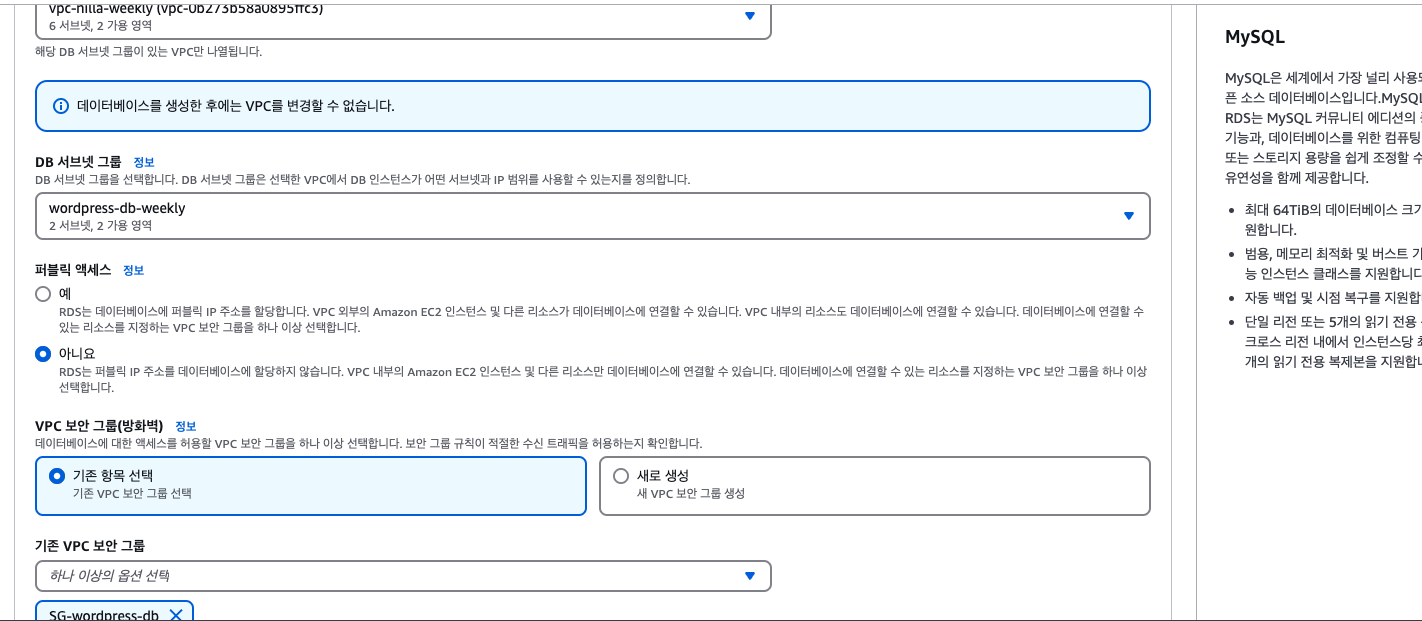 vpc-nilla-weekly (vpc-0b273b58a0895ffc3)
6 서브넷, 2 가용 영역
해당 DB 서브넷 그룹이 있는 VPC만 나열됩니다.
데이터베이스를 생성한 후에는 VPC를 변경할 수 없습니다.
DB 서브넷 그룹 정보
DB 서브넷 그룹을 선택합니다. DB 서브넷 그룹은 선택한 VPC에서 DB 인스턴스가 어떤 서브넷과 IP 범위를 사용할 수 있는지를 정의합니다.
wordpress-db-weekly
2 서브넷, 2 가용 영역
퍼블릭 액세스 정보
예
RDS는 데이터베이스에 퍼블릭 IP 주소를 할당합니다. VPC 외부의 Amazon EC2 인스턴스 및 다른 리소스가 데이터베이스에 연결할 수 있습니다. VPC 내부의 리소스도 데이터베이스에 연결할 수 있습니다. 데이터베이스에 연결할 수
있는 리소스를 지정하는 VPC 보안 그룹을 하나 이상 선택합니다.
아니요
RDS는 퍼블릭 IP 주소를 데이터베이스에 할당하지 않습니다. VPC 내부의 Amazon EC2 인스턴스 및 다른 리소스만 데이터베이스에 연결할 수 있습니다. 데이터베이스에 연결할 수 있는 리소스를 지정하는 VPC 보안 그룹을 하나 이상
선택합니다.
VPC 보안 그룹(방화벽) 정보
데이터베이스에 대한 액세스를 허용할 VPC 보안 그룹을 하나 이상 선택합니다. 보안 그룹 규칙이 적절한 수신 트래픽을 허용하는지 확인합니다.
기존 항목 선택
기존 VPC 보안 그룹 선택
새로 생성
새 VPC 보안 그룹 생성
기존 VPC 보안 그룹
하나 이상의 옵션 선택
SG-wordpress-db
MySQL
MySQL은 세계에서 가장 널리
픈 소스 데이터베이스입니다.MySQL
RDS는 MySQL 커뮤니티 에디션의
기능과, 데이터베이스를 위한 컴퓨팅
또는 스토리지 용량을 쉽게 조정할 수
유연성을 함께 제공합니다.
최대 64TiB의 데이터베이스
원합니다.
범용, 메모리 최적화 및 버스트
능 인스턴스 클래스를
자동 백업 및 시점 복구를
단일 리전 또는 5개의 읽기 전용
크로스 리전 내에서 인스턴스당
개의 읽기 전용 복제본을